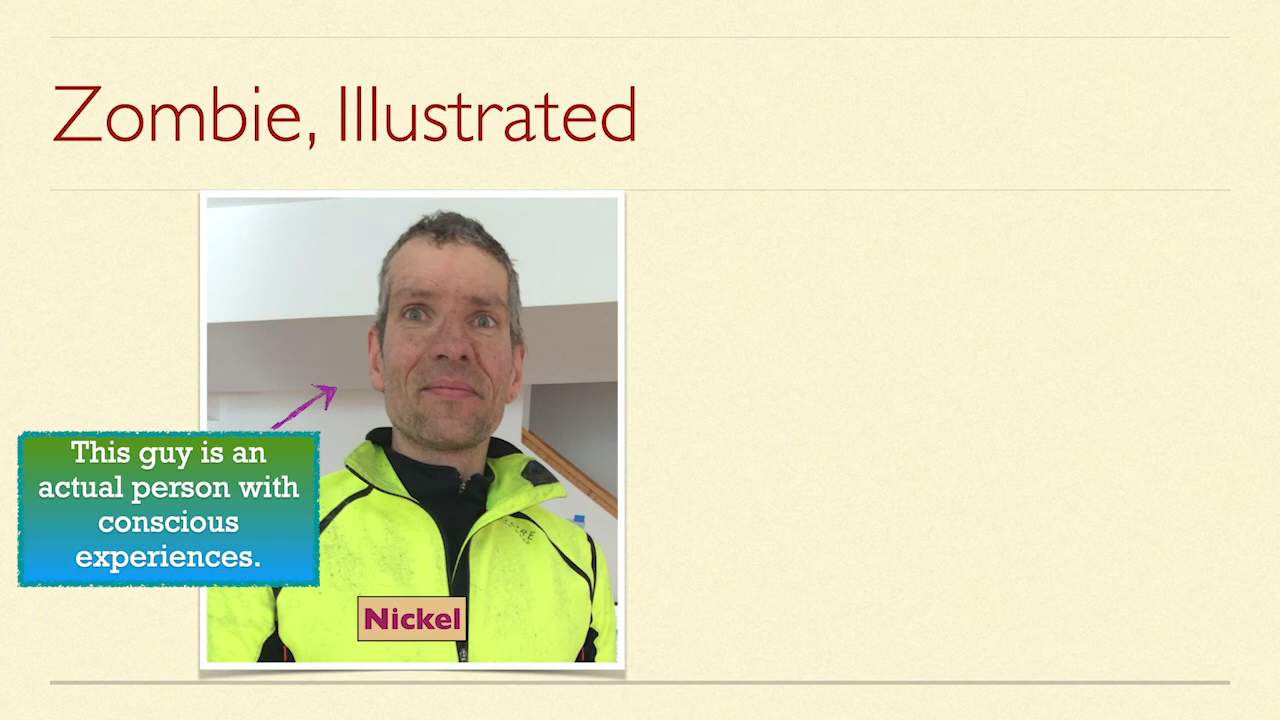 Zombie, Illustrated
This guy is an
actual person with
conscious
experiences.
Nickel